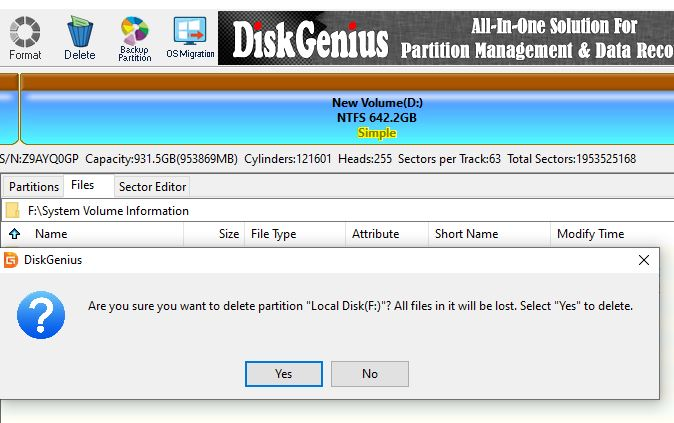 Format
Delete
Backup
Partition
OS Migration
DiskGenius
All-In-One Solution For
Partition Management & Data Reco
New Volume(D:)
NTFS 642.2GB
Simple
S/N:Z9AYQ0GP Capacity:931.5GB(953869MB) Cylinders:121601 Heads:255 Sectors per Track:63 Total Sectors:1953525168
Partitions Files Sector Editor
F:\System Volume Information
Name Size File Type Attribute Short Name Modify Time
DiskGenius
Are you sure you want to delete partition "Local Disk(F:)"? All files in it will be lost. Select "Yes" to delete.
Yes No